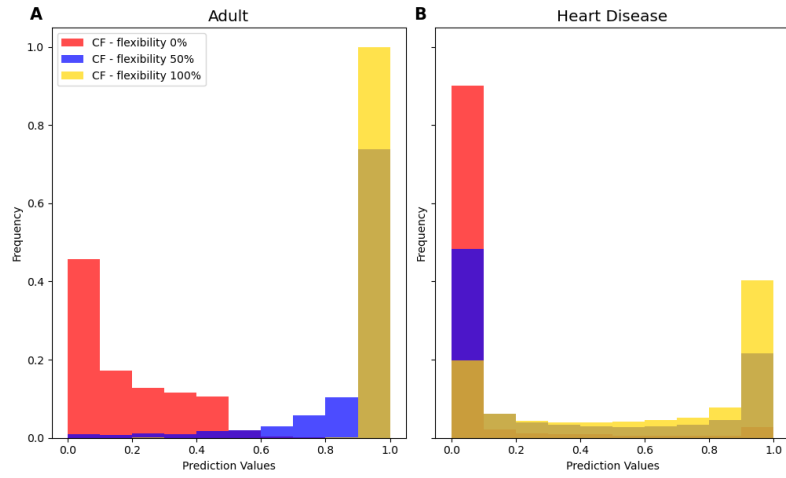 A
Adult
CF - flexibility 0%
CF - flexibility 50%
CF - flexibility 100%
1.0
0.8
0.6
0.4
0.2
0.0
Frequency
0.0 0.2 0.4 0.6 0.8 1.0
Prediction Values
B
Heart Disease
Frequency
0.0 0.2 0.4 0.6 0.8 1.0
Prediction Values